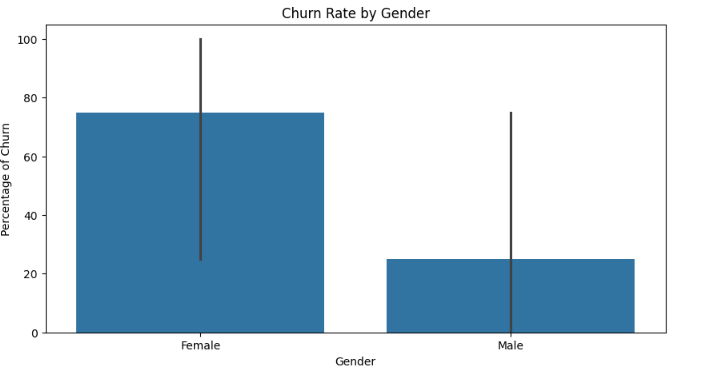 Churn Rate by Gender
Percentage of Churn
100
80
60
40
20
0
Female
Male
Gender